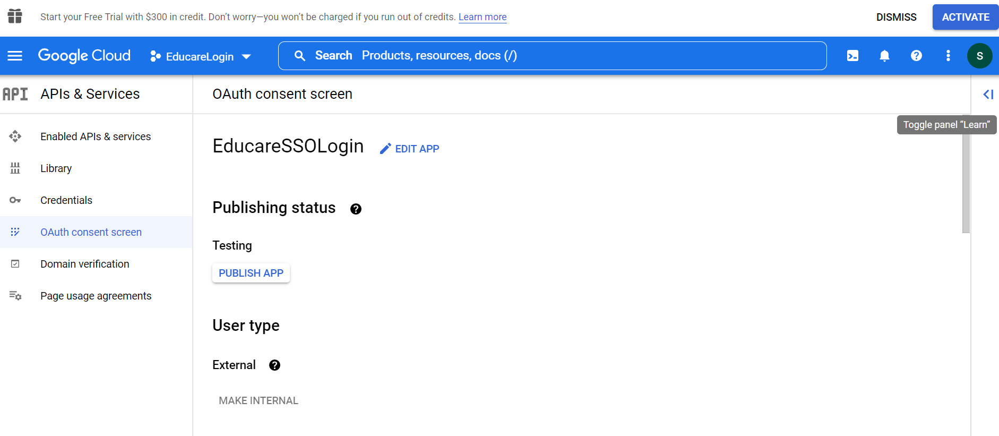 Start your Free Trial with $300 in credit. Don’t worry—you won’t be charged if you run out of credits. Learn more
DISMISS
ACTIVATE
Google Cloud
EducareLogin
Search Products, resources, docs (/)
S
API
APIs & Services
OAuth consent screen
Toggle panel “Learn”
Enabled APIs & services
Library
Credentials
OAuth consent screen
Domain verification
Page usage agreements
EducareSSOLogin
EDIT APP
Publishing status
Testing
PUBLISH APP
User type
External
MAKE INTERNAL